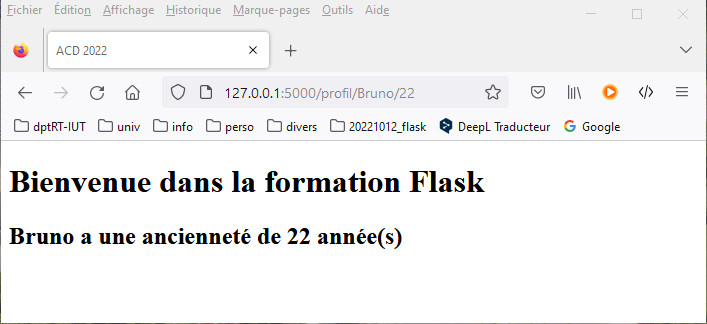 Fichier Édition Affichage Historique Marque-pages Outils Aide
ACD 2022
127.0.0.1:5000/profil/Bruno/22
dptRT-IUT univ info perso divers 20221012_flask DeepL Traducteur Google
Bienvenue dans la formation Flask
Bruno a une ancienneté de 22 année(s)